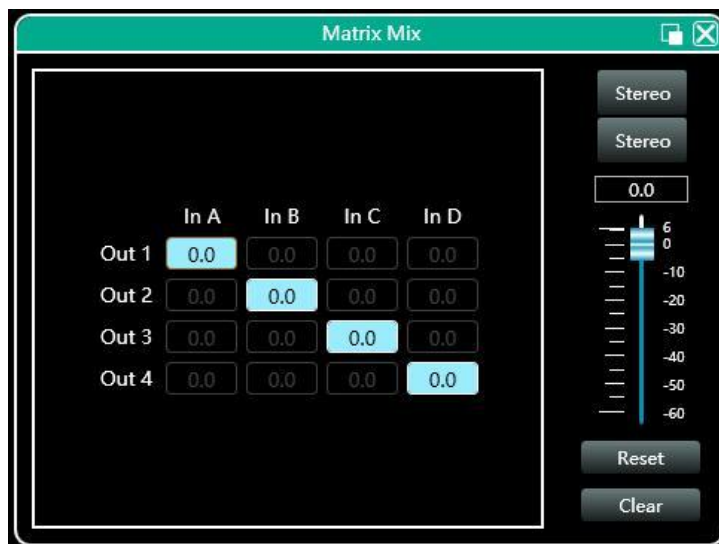 Matrix Mix
Stereo
Stereo
0.0
In A In B In C In D
Out 1 0.0 0.0 0.0 0.0
Out 2 0.0 0.0 0.0 0.0
Out 3 0.0 0.0 0.0 0.0
Out 4 0.0 0.0 0.0 0.0
6
0
-10
-20
-30
-40
-50
-60
Reset
Clear